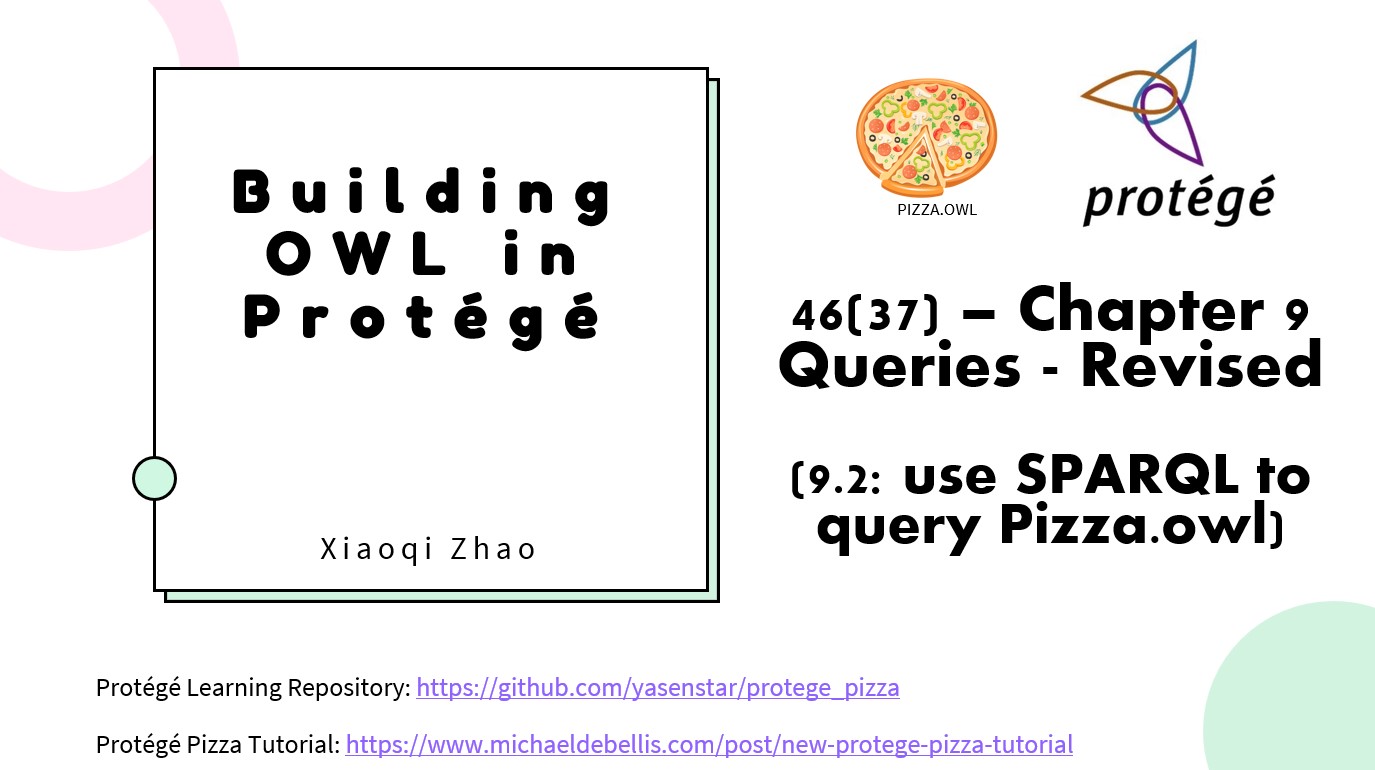 Building
OWL in
Protégé
Xiaoqi Zhao
PIZZA.OWL
protégé
46(37) – Chapter 9
Queries - Revised
(9.2: use SPARQL to
query Pizza.owl)
Protégé Learning Repository: https://github.com/yasenstar/protege_pizza
Protégé Pizza Tutorial: https://www.michaeldebellis.com/post/new-protege-pizza-tutorial